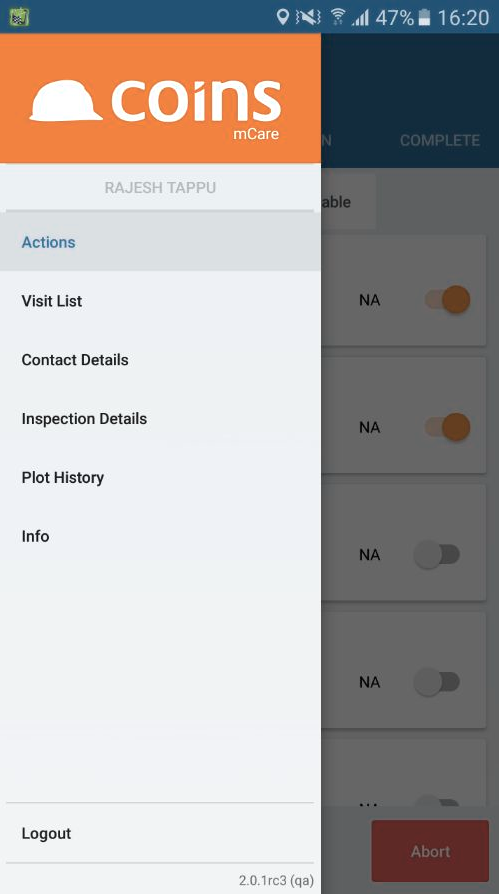 47% 16:20
coins
mCare
N COMPLETE
RAJESH TAPPU
able
Actions
Visit List
NA
Contact Details
Inspection Details
NA
Plot History
Info
NA
NA
Logout
Abort
2.0.1rc3 (qa)